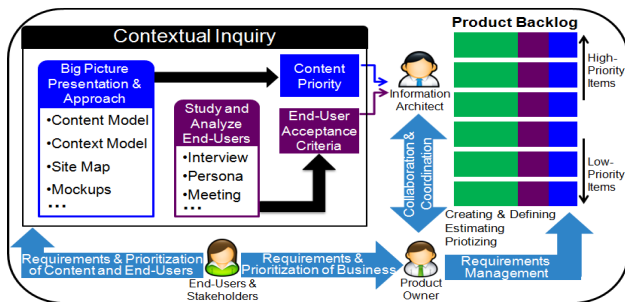 Contextual Inquiry
Big Picture
Presentation &
Approach
•Content Model
•Context Model
•Site Map
•Mockups
•...
Study and
Analyze
End-Users
•Interview
•Persona
•Meeting
•...
Content
Priority
End-User
Acceptance
Criteria
Information
Architect
Collaboration &
Coordination
Product Backlog
High-
Priority
Items
Low-
Priority
Items
Creating & Defining
Estimating
Priotizing
Requirements & Prioritization
of Content and End-Users
End-Users &
Stakeholders
Requirements &
Prioritization of Business
Product
Owner
Requirements
Management